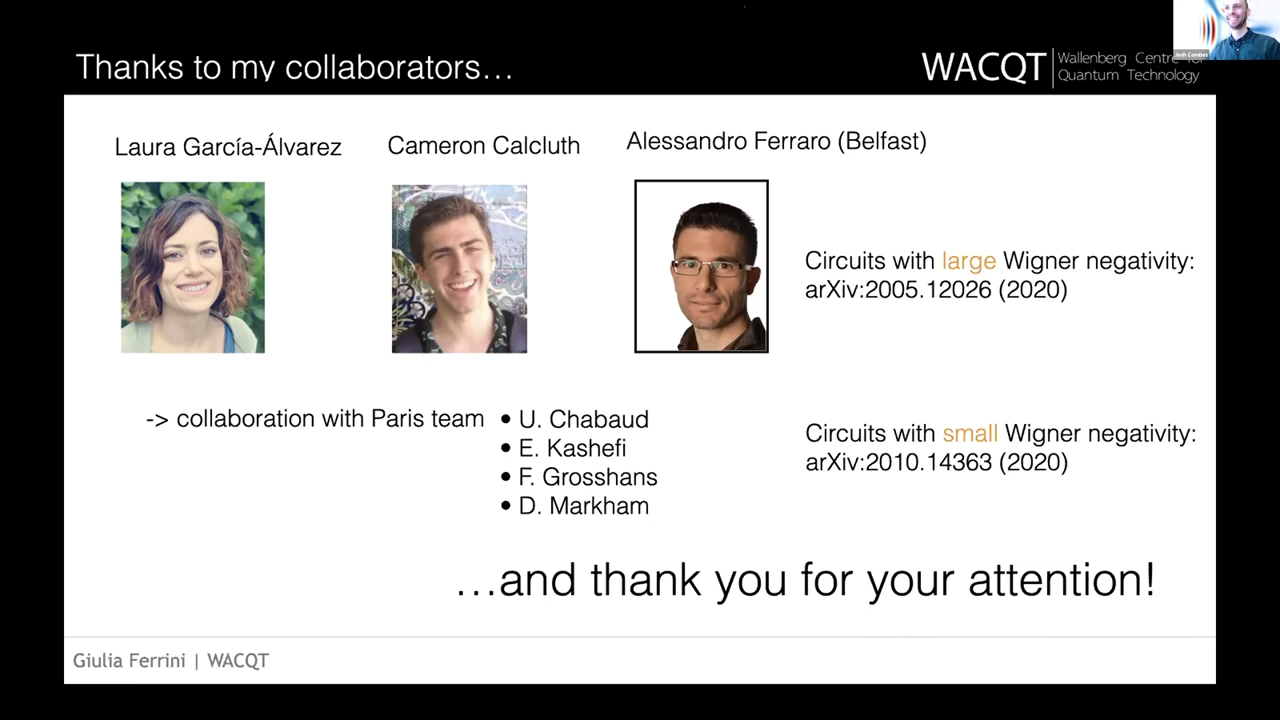 Thanks to my collaborators…
WACQT
Wallenberg Centre for
Quantum Technology
Josh Combes
Laura García-Álvarez
Cameron Calcluth
Alessandro Ferraro (Belfast)
Circuits with large Wigner negativity:
arXiv:2005.12026 (2020)
-> collaboration with Paris team
• U. Chabaud
• E. Kashefi
• F. Grosshans
• D. Markham
Circuits with small Wigner negativity:
arXiv:2010.14363 (2020)
…and thank you for your attention!
Giulia Ferrini | WACQT